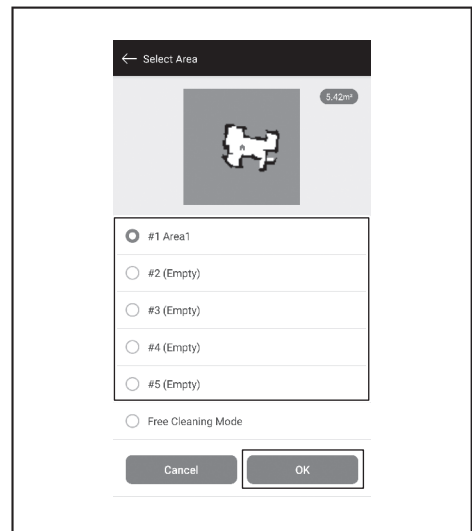 ← Select Area
5.42m²
#1 Area1
#2 (Empty)
#3 (Empty)
#4 (Empty)
#5 (Empty)
Free Cleaning Mode
Cancel OK